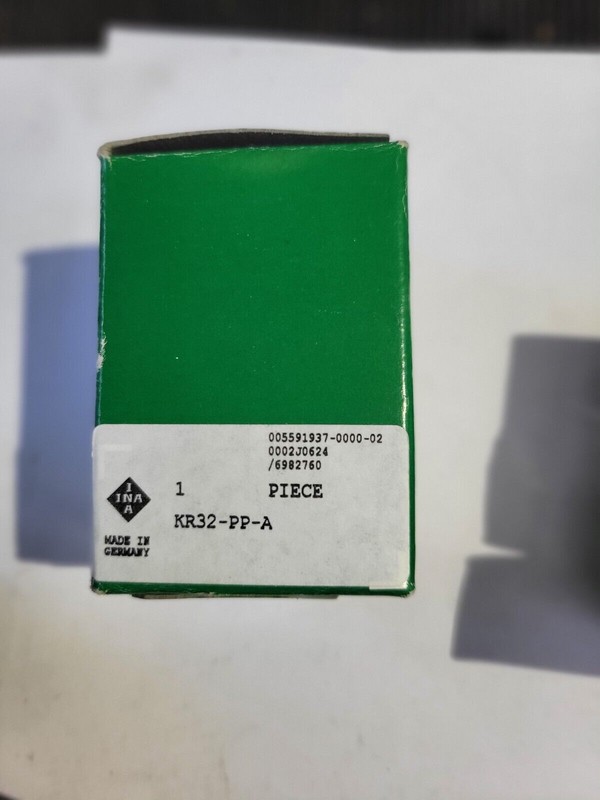 005591937-0000-02
0002J0624
/6982760
1 PIECE
KR32-PP-A
I
INA
A
MADE IN
GERMANY